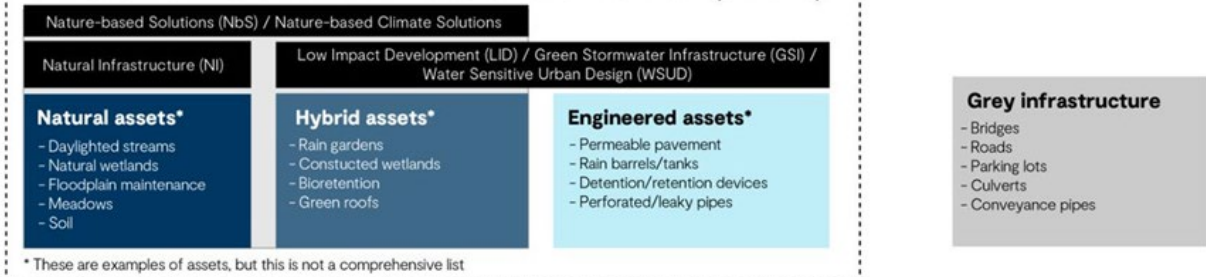 Nature-based Solutions (NbS) / Nature-based Climate Solutions
Natural Infrastructure (NI)
Low Impact Development (LID) / Green Stormwater Infrastructure (GSI) /
Water Sensitive Urban Design (WSUD)
Natural assets*
- Daylighted streams
- Natural wetlands
- Floodplain maintenance
- Meadows
- Soil
Hybrid assets*
- Rain gardens
- Constucted wetlands
- Bioretention
- Green roofs
Engineered assets*
- Permeable pavement
- Rain barrels/tanks
- Detention/retention devices
- Perforated/leaky pipes
Grey infrastructure
- Bridges
- Roads
- Parking lots
- Culverts
- Conveyance pipes
* These are examples of assets, but this is not a comprehensive list